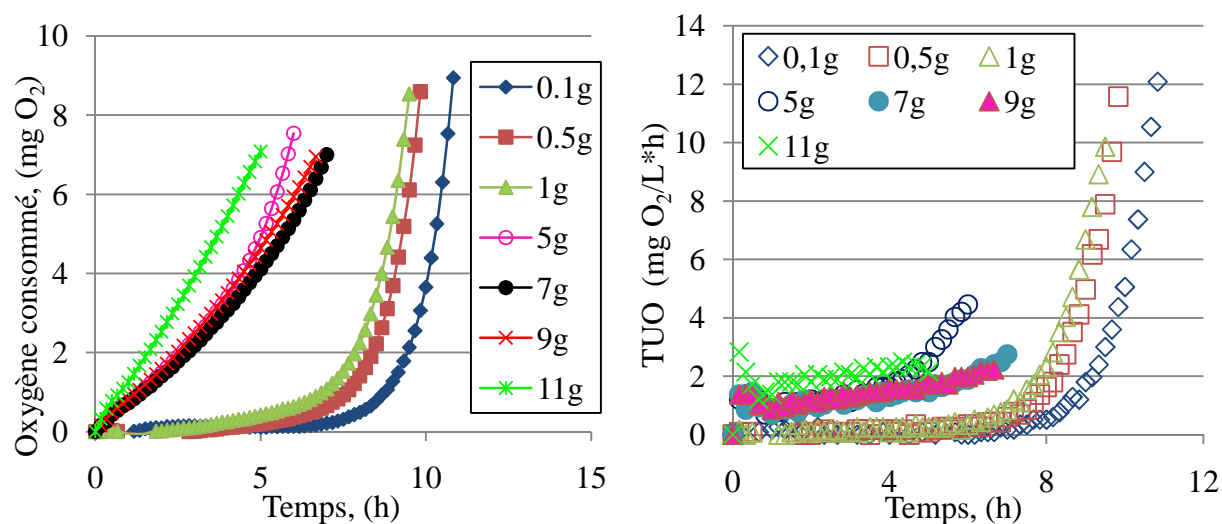 Oxygène consommé, (mg O₂)
10
8
6
4
2
0
0
5
10
15
Temps, (h)
0.1g
0.5g
1g
5g
7g
9g
11g
TUO (mg O₂/L*h)
14
12
10
8
6
4
2
0
0
4
8
12
Temps, (h)
0,1g 0,5g 1g
5g 7g 9g
11g